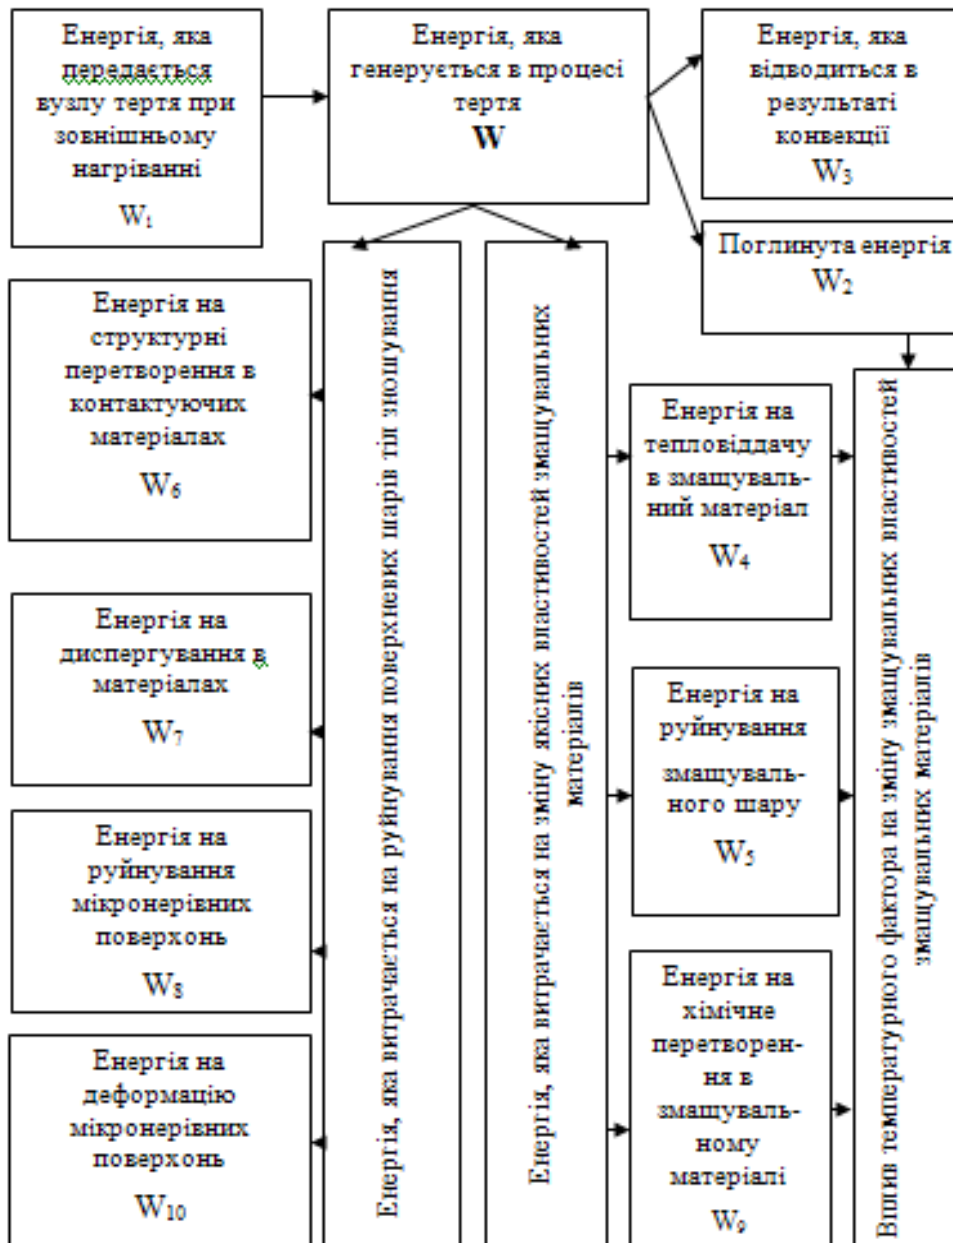 Енергія, яка
передається
вузлу тертя при
зовнішньому
нагріванні
W₁
Енергія, яка
генерується в процесі
тертя
W
Енергія, яка
відводиться в
результаті
конвекції
W₃
Поглинута енергія
W₂
Енергія на
структурні
перетворення в
контактуючих
матеріалах
W₆
Енергія на
диспергування в
матеріалах
W₇
Енергія на
руйнування
мікронерівних
поверхонь
W₈
Енергія на
деформацію
мікронерівних
поверхонь
W₁₀
Енергія, яка витрачається на руйнування поверхневих шарів тіл зношування
Енергія, яка витрачається на зміну якісних властивостей змащувальних
матеріалів
Енергія на
тепловіддачу
в змащуваль-
ний матеріал
W₄
Енергія на
руйнування
змащуваль-
ного шару
W₅
Енергія на
хімічне
перетворен-
ня в
змащуваль-
ному
матеріалі
W₉
Вплив температурного фактора на зміну змащувальних властивостей
змащувальних матеріалів